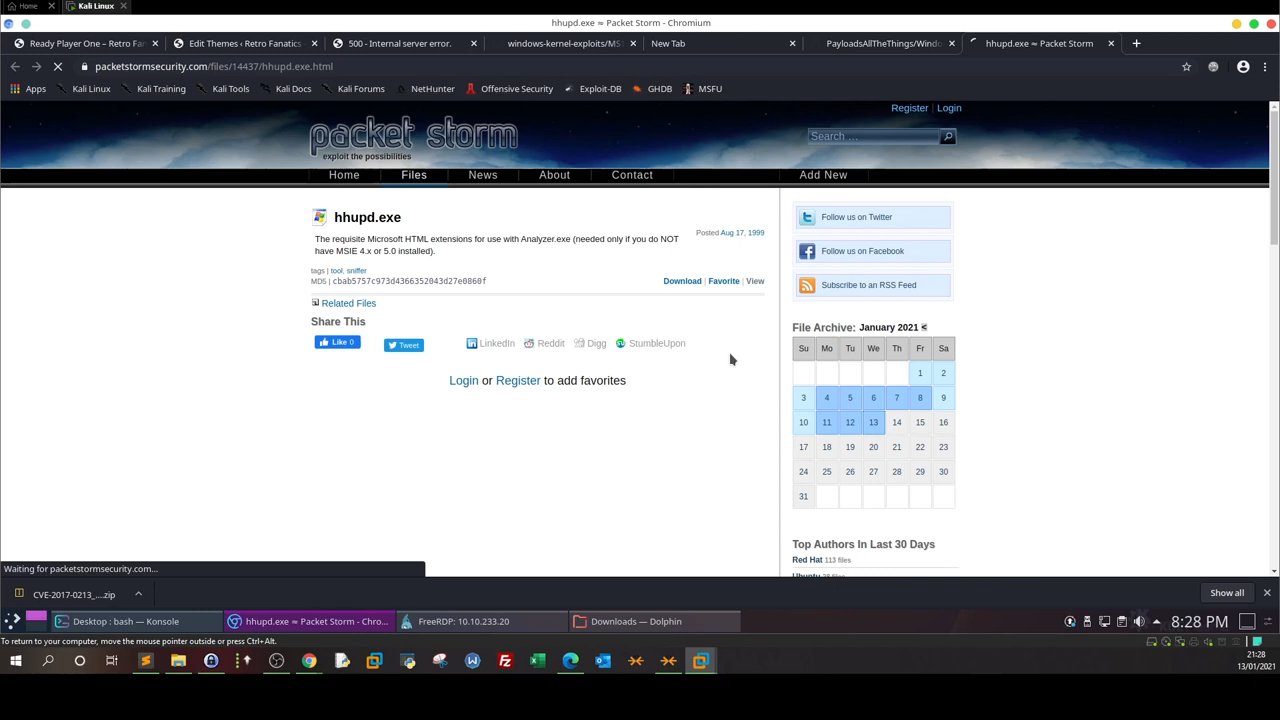 Home
Kali Linux
hhupd.exe ≈ Packet Storm - Chromium
Ready Player One – Retro Fa
Edit Themes ‹ Retro Fanatics
500 - Internal server error.
windows-kernel-exploits/MS1
New Tab
PayloadsAllTheThings/Windo
hhupd.exe ≈ Packet Storm
packetstormsecurity.com/files/14437/hhupd.exe.html
Apps
Kali Linux
Kali Training
Kali Tools
Kali Docs
Kali Forums
NetHunter
Offensive Security
Exploit-DB
GHDB
MSFU
Register | Login
packet storm
exploit the possibilities
Search …
Home
Files
News
About
Contact
Add New
hhupd.exe
Posted Aug 17, 1999
The requisite Microsoft HTML extensions for use with Analyzer.exe (needed only if you do NOT
have MSIE 4.x or 5.0 installed).
tags | tool, sniffer
MD5 | cbab5757c973d4366352043d27e0860f
Download | Favorite | View
Related Files
Share This
Like 0
Tweet
LinkedIn
Reddit
Digg
StumbleUpon
Login or Register to add favorites
Follow us on Twitter
Follow us on Facebook
Subscribe to an RSS Feed
File Archive: January 2021 <
Su Mo Tu We Th Fr Sa
1 2
3 4 5 6 7 8 9
10 11 12 13 14 15 16
17 18 19 20 21 22 23
24 25 26 27 28 29 30
31
Top Authors In Last 30 Days
Red Hat 113 files
Waiting for packetstormsecurity.com...
CVE-2017-0213_....zip
Show all
Desktop : bash — Konsole
hhupd.exe ≈ Packet Storm - Chro...
FreeRDP: 10.10.233.20
Downloads — Dolphin
8:28 PM
To return to your computer, move the mouse pointer outside or press Ctrl+Alt.
21:28
13/01/2021